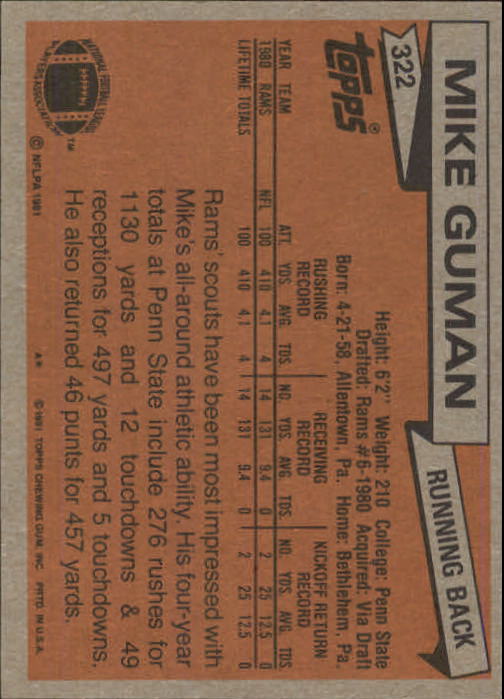 322
MIKE GUMAN
RUNNING BACK
topps®
Height: 6'2" Weight: 210 College: Penn State
Drafted: Rams #6-1980 Acquired: Via Draft
Born: 4-21-58, Allentown, Pa. Home: Bethlehem, Pa.
RUSHING RECORD RECEIVING RECORD KICKOFF RETURN RECORD
YEAR TEAM ATT. YDS. AVG. TDS. NO. YDS. AVG. TDS. NO. YDS. AVG. TDS.
1980 RAMS NFL 100 410 4.1 4 14 131 9.4 0 2 25 12.5 0
LIFETIME TOTALS 100 410 4.1 4 14 131 9.4 0 2 25 12.5 0
Rams' scouts have been most impressed with
Mike's all-around athletic ability. His four-year
totals at Penn State include 276 rushes for
1130 yards and 12 touchdowns & 49
receptions for 497 yards and 5 touchdowns.
He also returned 46 punts for 457 yards.
NATIONAL FOOTBALL LEAGUE
PLAYERS ASSOCIATION
TM
© NFLPA 1981
A* © 1981 TOPPS CHEWING GUM, INC. PRTD. IN U.S.A.